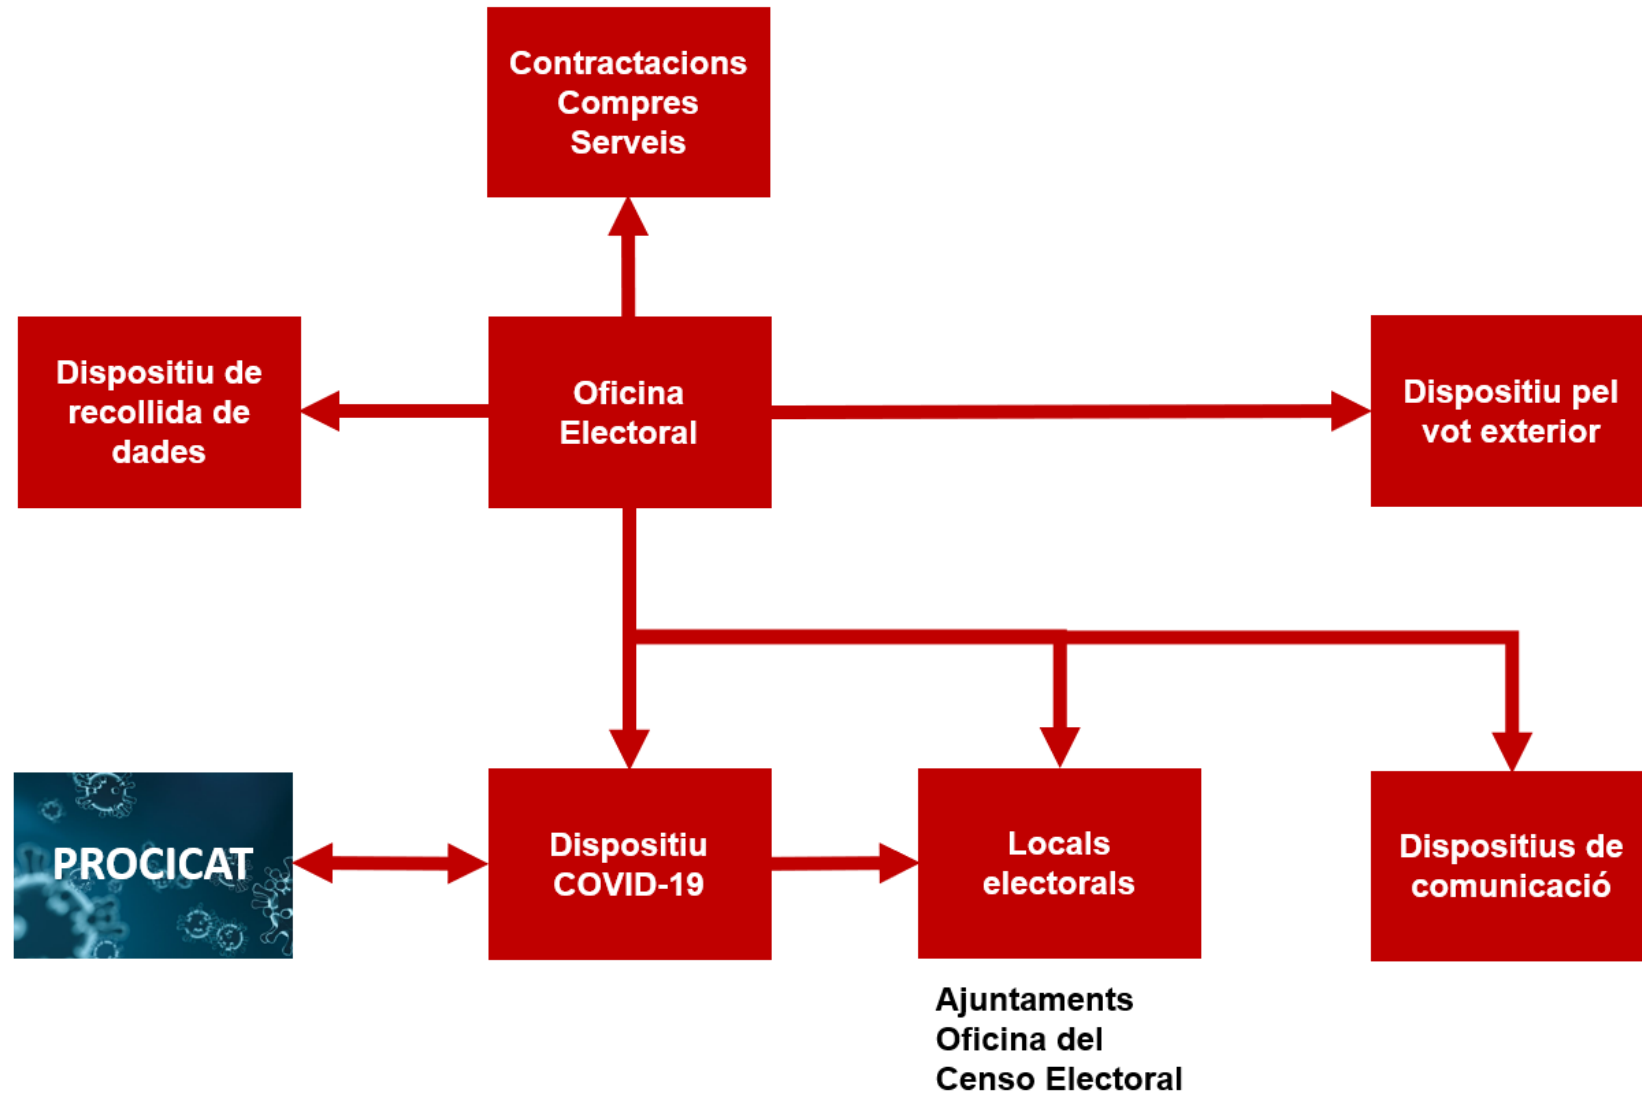 Contractacions
Compres
Serveis
Dispositiu de
recollida de
dades
Oficina
Electoral
Dispositiu pel
vot exterior
PROCICAT
Dispositiu
COVID-19
Locals
electorals
Dispositius de
comunicació
Ajuntaments
Oficina del
Censo Electoral